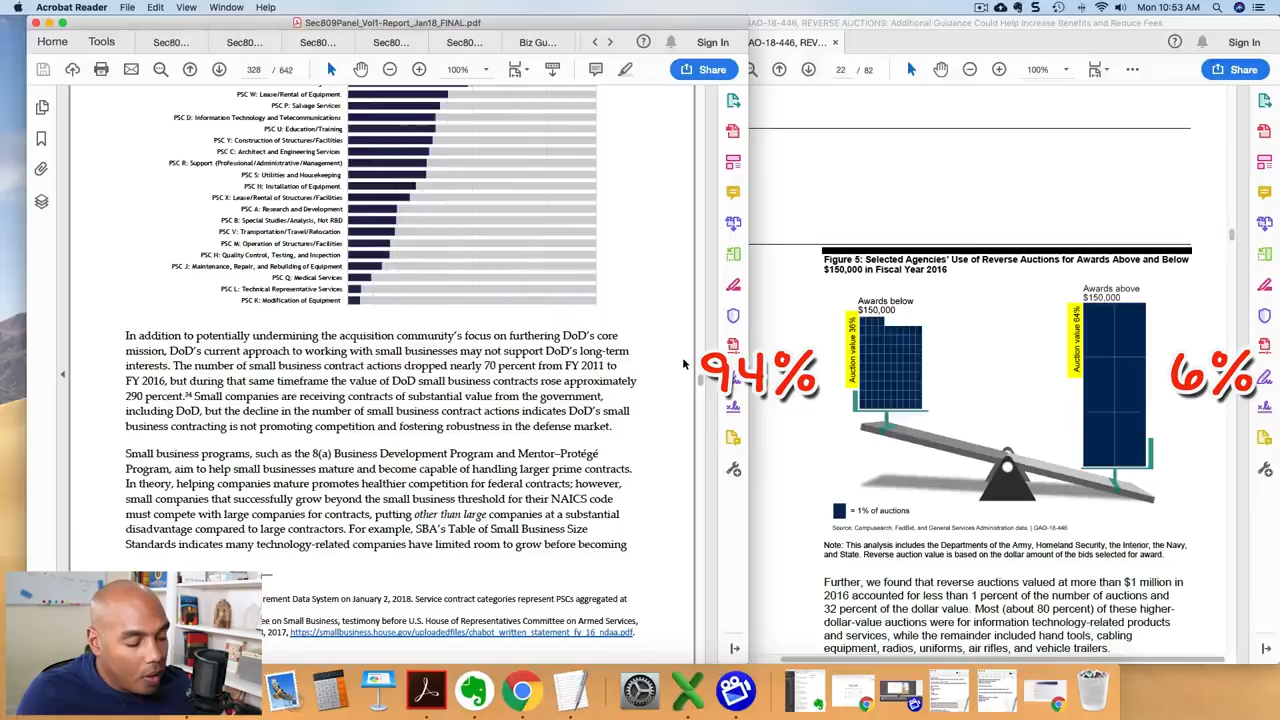 Acrobat Reader File Edit View Window Help
Mon 10:53 AM
Sec809Panel_Vol1-Report_Jan18_FINAL.pdf
AO-18-446, REVERSE AUCTIONS: Additional Guidance Could Help Increase Benefits and Reduce Fees
Home Tools Sec80... Sec80... Sec80... Sec80... Sec80... Biz Gu... Sign In
AO-18-446, REV... × Sign In
328 / 642 100% Share
22 / 82 100% Share
PSC W: Lease/Rental of Equipment
PSC P: Salvage Services
PSC D: Information Technology and Telecommunications
PSC U: Education/Training
PSC Y: Construction of Structures/Facilities
PSC C: Architect and Engineering Services
PSC R: Support (Professional/Administrative/Management)
PSC S: Utilities and Housekeeping
PSC N: Installation of Equipment
PSC X: Lease/Rental of Structures/Facilities
PSC A: Research and Development
PSC B: Special Studies/Analysis, Not R&D
PSC V: Transportation/Travel/Relocation
PSC M: Operation of Structures/Facilities
PSC H: Quality Control, Testing, and Inspection
PSC J: Maintenance, Repair, and Rebuilding of Equipment
PSC Q: Medical Services
PSC L: Technical Representative Services
PSC K: Modification of Equipment
In addition to potentially undermining the acquisition community's focus on furthering DoD's core
mission, DoD's current approach to working with small businesses may not support DoD's long-term
interests. The number of small business contract actions dropped nearly 70 percent from FY 2011 to
FY 2016, but during that same timeframe the value of DoD small business contracts rose approximately
290 percent.³⁴ Small companies are receiving contracts of substantial value from the government,
including DoD, but the decline in the number of small business contract actions indicates DoD's small
business contracting is not promoting competition and fostering robustness in the defense market.
Small business programs, such as the 8(a) Business Development Program and Mentor–Protégé
Program, aim to help small businesses mature and become capable of handling larger prime contracts.
In theory, helping companies mature promotes healthier competition for federal contracts; however,
small companies that successfully grow beyond the small business threshold for their NAICS code
must compete with large companies for contracts, putting other than large companies at a substantial
disadvantage compared to large contractors. For example, SBA's Table of Small Business Size
Standards indicates many technology-related companies have limited room to grow before becoming
rement Data System on January 2, 2018. Service contract categories represent PSCs aggregated at
ee on Small Business, testimony before U.S. House of Representatives Committee on Armed Services,
, 2017, https://smallbusiness.house.gov/uploadedfiles/chabot_written_statement_fy_16_ndaa.pdf.
Figure 5: Selected Agencies' Use of Reverse Auctions for Awards Above and Below
$150,000 in Fiscal Year 2016
Awards below
$150,000
Awards above
$150,000
Auction value 36%
Auction value 64%
94%
6%
= 1% of auctions
Source: Compusearch, FedBid, and General Services Administration data. | GAO-18-446
Note: This analysis includes the Departments of the Army, Homeland Security, the Interior, the Navy,
and State. Reverse auction value is based on the dollar amount of the bids selected for award.
Further, we found that reverse auctions valued at more than $1 million in
2016 accounted for less than 1 percent of the number of auctions and
32 percent of the dollar value. Most (about 80 percent) of these higher-
dollar-value auctions were for information technology-related products
and services, while the remainder included hand tools, cabling
equipment, radios, uniforms, air rifles, and vehicle trailers.